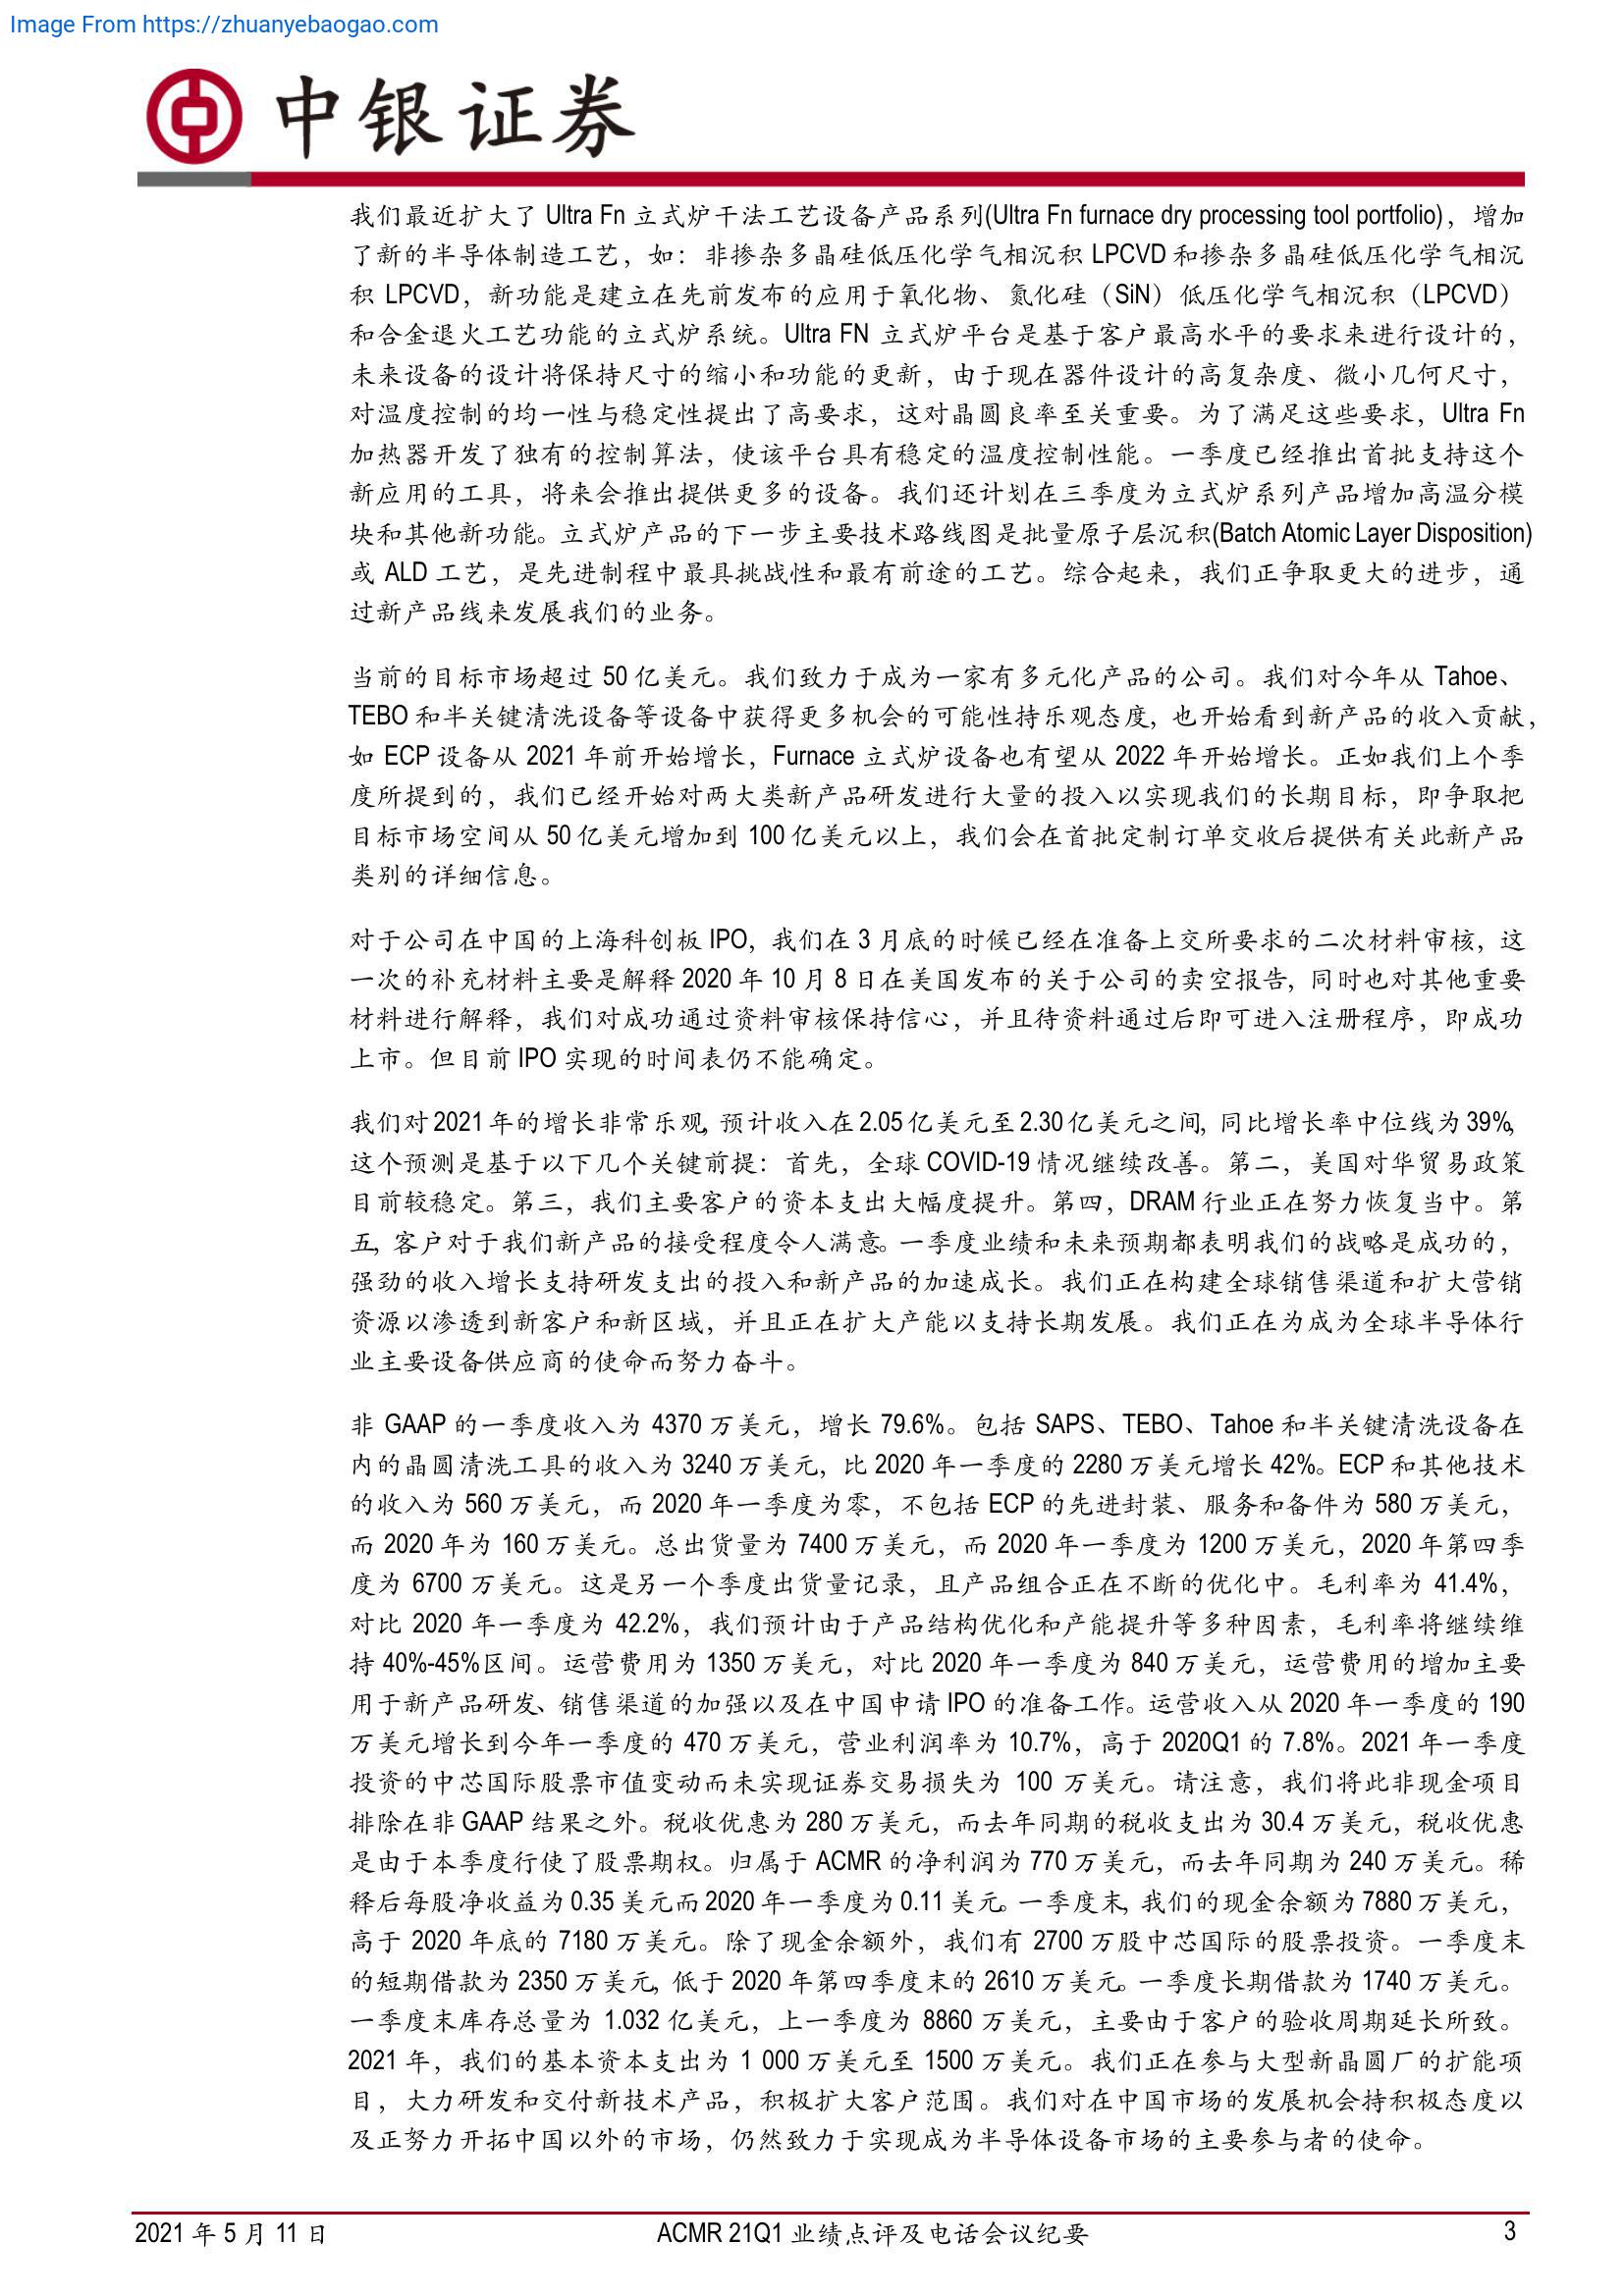 Image From https://zhuanyebaogao.com
中银证券
我们最近扩大了 Ultra Fn 立式炉干法工艺设备产品系列(Ultra Fn furnace dry processing tool portfolio)，增加
了新的半导体制造工艺，如：非掺杂多晶硅低压化学气相沉积 LPCVD 和掺杂多晶硅低压化学气相沉
积 LPCVD，新功能是建立在先前发布的应用于氧化物、氮化硅（SiN）低压化学气相沉积（LPCVD）
和合金退火工艺功能的立式炉系统。Ultra FN 立式炉平台是基于客户最高水平的要求来进行设计的，
未来设备的设计将保持尺寸的缩小和功能的更新，由于现在器件设计的高复杂度、微小几何尺寸，
对温度控制的均一性与稳定性提出了高要求，这对晶圆良率至关重要。为了满足这些要求，Ultra Fn
加热器开发了独有的控制算法，使该平台具有稳定的温度控制性能。一季度已经推出首批支持这个
新应用的工具，将来会推出提供更多的设备。我们还计划在三季度为立式炉系列产品增加高温分模
块和其他新功能。立式炉产品的下一步主要技术路线图是批量原子层沉积(Batch Atomic Layer Disposition)
或 ALD 工艺，是先进制程中最具挑战性和最有前途的工艺。综合起来，我们正争取更大的进步，通
过新产品线来发展我们的业务。
当前的目标市场超过 50 亿美元。我们致力于成为一家有多元化产品的公司。我们对今年从 Tahoe、
TEBO 和半关键清洗设备等设备中获得更多机会的可能性持乐观态度，也开始看到新产品的收入贡献，
如 ECP 设备从 2021 年前开始增长，Furnace 立式炉设备也有望从 2022 年开始增长。正如我们上个季
度所提到的，我们已经开始对两大类新产品研发进行大量的投入以实现我们的长期目标，即争取把
目标市场空间从 50 亿美元增加到 100 亿美元以上，我们会在首批定制订单交收后提供有关此新产品
类别的详细信息。
对于公司在中国的上海科创板 IPO，我们在 3 月底的时候已经在准备上交所要求的二次材料审核，这
一次的补充材料主要是解释 2020 年 10 月 8 日在美国发布的关于公司的卖空报告，同时也对其他重要
材料进行解释，我们对成功通过资料审核保持信心，并且待资料通过后即可进入注册程序，即成功
上市。但目前 IPO 实现的时间表仍不能确定。
我们对 2021 年的增长非常乐观，预计收入在 2.05 亿美元至 2.30 亿美元之间，同比增长率中位线为 39%，
这个预测是基于以下几个关键前提：首先，全球 COVID-19 情况继续改善。第二，美国对华贸易政策
目前较稳定。第三，我们主要客户的资本支出大幅度提升。第四，DRAM 行业正在努力恢复当中。第
五，客户对于我们新产品的接受程度令人满意。一季度业绩和未来预期都表明我们的战略是成功的，
强劲的收入增长支持研发支出的投入和新产品的加速成长。我们正在构建全球销售渠道和扩大营销
资源以渗透到新客户和新区域，并且正在扩大产能以支持长期发展。我们正在为成为全球半导体行
业主要设备供应商的使命而努力奋斗。
非 GAAP 的一季度收入为 4370 万美元，增长 79.6%。包括 SAPS、TEBO、Tahoe 和半关键清洗设备在
内的晶圆清洗工具的收入为 3240 万美元，比 2020 年一季度的 2280 万美元增长 42%。ECP 和其他技术
的收入为 560 万美元，而 2020 年一季度为零，不包括 ECP 的先进封装、服务和备件为 580 万美元，
而 2020 年为 160 万美元。总出货量为 7400 万美元，而 2020 年一季度为 1200 万美元，2020 年第四季
度为 6700 万美元。这是另一个季度出货量记录，且产品组合正在不断的优化中。毛利率为 41.4%，
对比 2020 年一季度为 42.2%，我们预计由于产品结构优化和产能提升等多种因素，毛利率将继续维
持 40%-45%区间。运营费用为 1350 万美元，对比 2020 年一季度为 840 万美元，运营费用的增加主要
用于新产品研发、销售渠道的加强以及在中国申请 IPO 的准备工作。运营收入从 2020 年一季度的 190
万美元增长到今年一季度的 470 万美元，营业利润率为 10.7%，高于 2020Q1 的 7.8%。2021 年一季度
投资的中芯国际股票市值变动而未实现证券交易损失为 100 万美元。请注意，我们将此非现金项目
排除在非 GAAP 结果之外。税收优惠为 280 万美元，而去年同期的税收支出为 30.4 万美元，税收优惠
是由于本季度行使了股票期权。归属于 ACMR 的净利润为 770 万美元，而去年同期为 240 万美元。稀
释后每股净收益为 0.35 美元而 2020 年一季度为 0.11 美元。一季度末，我们的现金余额为 7880 万美元，
高于 2020 年底的 7180 万美元。除了现金余额外，我们有 2700 万股中芯国际的股票投资。一季度末
的短期借款为 2350 万美元，低于 2020 年第四季度末的 2610 万美元。一季度长期借款为 1740 万美元。
一季度末库存总量为 1.032 亿美元，上一季度为 8860 万美元，主要由于客户的验收周期延长所致。
2021 年，我们的基本资本支出为 1 000 万美元至 1500 万美元。我们正在参与大型新晶圆厂的扩能项
目，大力研发和交付新技术产品，积极扩大客户范围。我们对在中国市场的发展机会持积极态度以
及正努力开拓中国以外的市场，仍然致力于实现成为半导体设备市场的主要参与者的使命。
2021 年 5 月 11 日
ACMR 21Q1 业绩点评及电话会议纪要
3